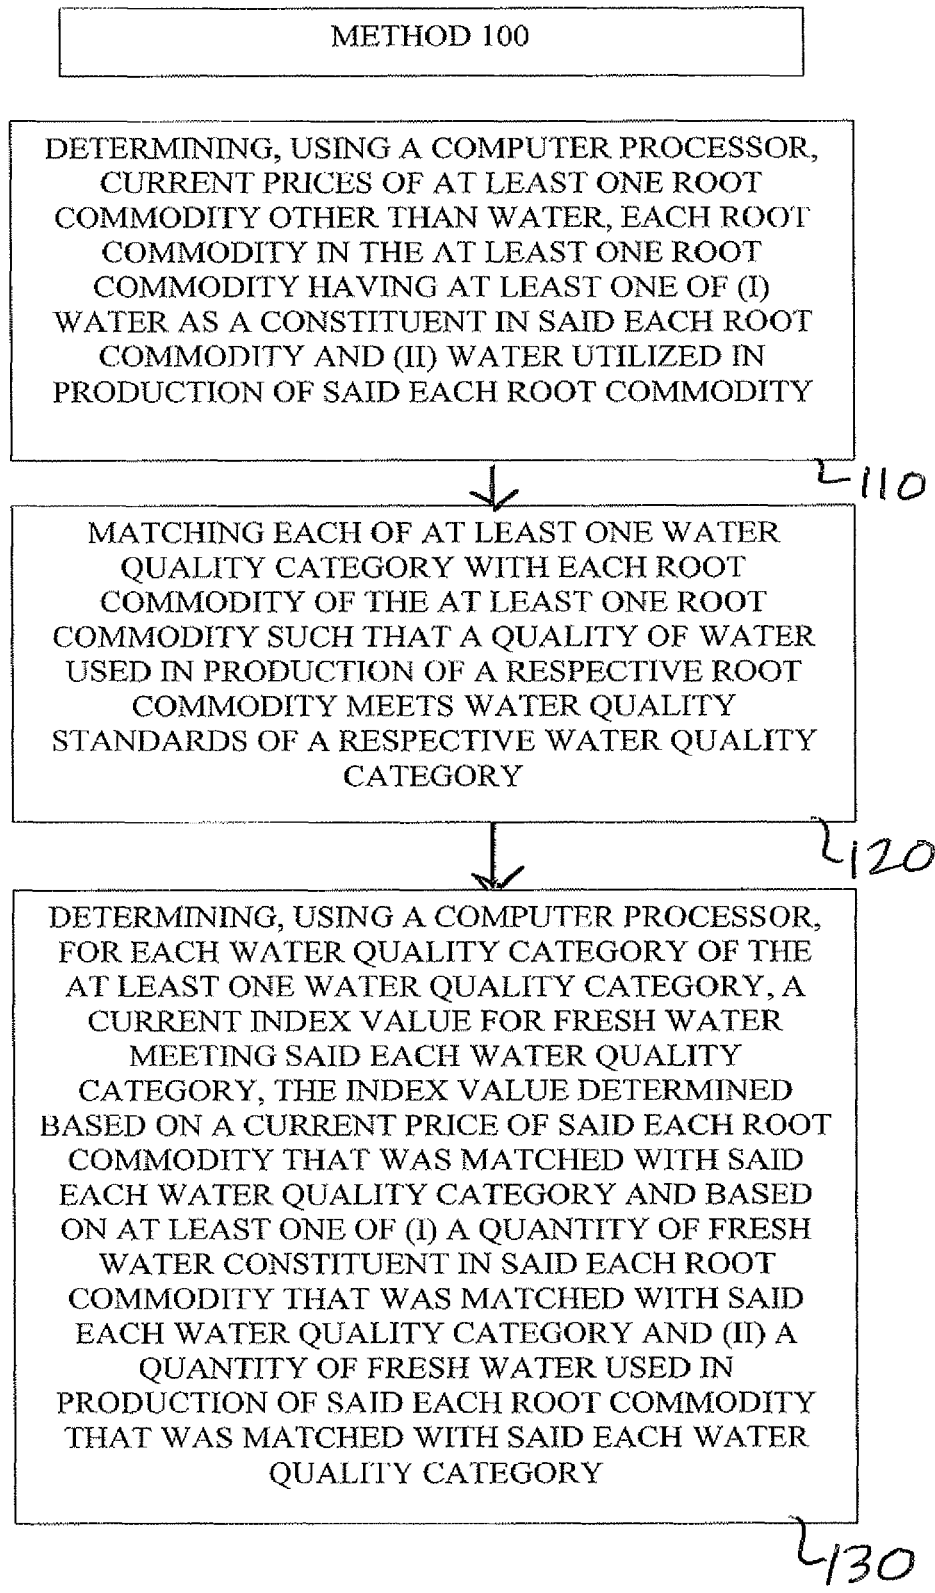 METHOD 100
DETERMINING, USING A COMPUTER PROCESSOR,
CURRENT PRICES OF AT LEAST ONE ROOT
COMMODITY OTHER THAN WATER, EACH ROOT
COMMODITY IN THE AT LEAST ONE ROOT
COMMODITY HAVING AT LEAST ONE OF (I)
WATER AS A CONSTITUENT IN SAID EACH ROOT
COMMODITY AND (II) WATER UTILIZED IN
PRODUCTION OF SAID EACH ROOT COMMODITY
110
MATCHING EACH OF AT LEAST ONE WATER
QUALITY CATEGORY WITH EACH ROOT
COMMODITY OF THE AT LEAST ONE ROOT
COMMODITY SUCH THAT A QUALITY OF WATER
USED IN PRODUCTION OF A RESPECTIVE ROOT
COMMODITY MEETS WATER QUALITY
STANDARDS OF A RESPECTIVE WATER QUALITY
CATEGORY
120
DETERMINING, USING A COMPUTER PROCESSOR,
FOR EACH WATER QUALITY CATEGORY OF THE
AT LEAST ONE WATER QUALITY CATEGORY, A
CURRENT INDEX VALUE FOR FRESH WATER
MEETING SAID EACH WATER QUALITY
CATEGORY, THE INDEX VALUE DETERMINED
BASED ON A CURRENT PRICE OF SAID EACH ROOT
COMMODITY THAT WAS MATCHED WITH SAID
EACH WATER QUALITY CATEGORY AND BASED
ON AT LEAST ONE OF (I) A QUANTITY OF FRESH
WATER CONSTITUENT IN SAID EACH ROOT
COMMODITY THAT WAS MATCHED WITH SAID
EACH WATER QUALITY CATEGORY AND (II) A
QUANTITY OF FRESH WATER USED IN
PRODUCTION OF SAID EACH ROOT COMMODITY
THAT WAS MATCHED WITH SAID EACH WATER
QUALITY CATEGORY
130